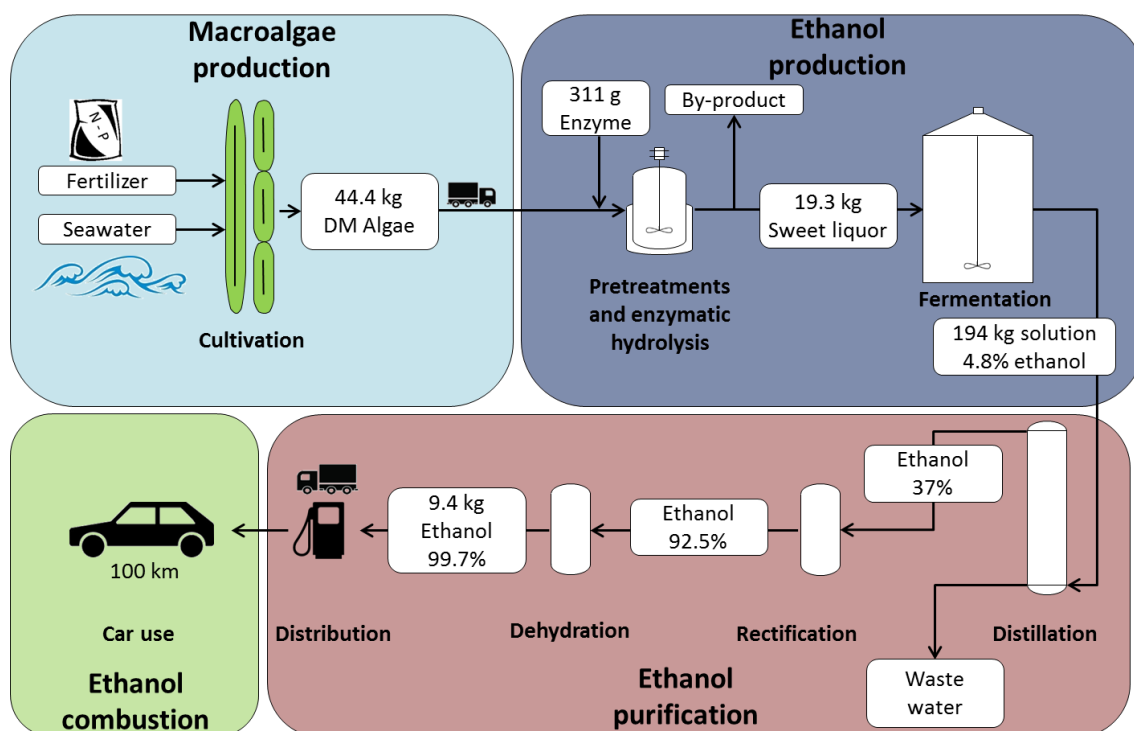 Macroalgae
production
N-P
Fertilizer
Seawater
44.4 kg
DM Algae
Cultivation
Ethanol
production
311 g
Enzyme
By-product
19.3 kg
Sweet liquor
Pretreatments
and enzymatic
hydrolysis
Fermentation
194 kg solution
4.8% ethanol
100 km
Car use
Ethanol
combustion
9.4 kg
Ethanol
99.7%
Ethanol
92.5%
Ethanol
37%
Distribution
Dehydration
Rectification
Distillation
Waste
water
Ethanol
purification